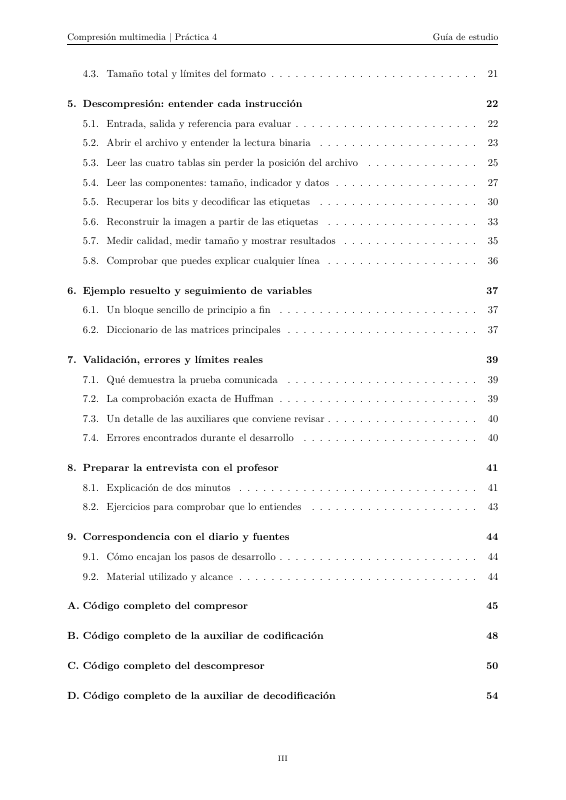 Compresión multimedia | Práctica 4 Guía de estudio
4.3. Tamaño total y límites del formato . . . . . . . . . . . . . . . . . . . . . . . . . . 21
5. Descompresión: entender cada instrucción 22
5.1. Entrada, salida y referencia para evaluar . . . . . . . . . . . . . . . . . . . . . . . 22
5.2. Abrir el archivo y entender la lectura binaria . . . . . . . . . . . . . . . . . . . . . 23
5.3. Leer las cuatro tablas sin perder la posición del archivo . . . . . . . . . . . . . . 25
5.4. Leer las componentes: tamaño, indicador y datos . . . . . . . . . . . . . . . . . . 27
5.5. Recuperar los bits y decodificar las etiquetas . . . . . . . . . . . . . . . . . . . . 30
5.6. Reconstruir la imagen a partir de las etiquetas . . . . . . . . . . . . . . . . . . . 33
5.7. Medir calidad, medir tamaño y mostrar resultados . . . . . . . . . . . . . . . . . 35
5.8. Comprobar que puedes explicar cualquier línea . . . . . . . . . . . . . . . . . . . 36
6. Ejemplo resuelto y seguimiento de variables 37
6.1. Un bloque sencillo de principio a fin . . . . . . . . . . . . . . . . . . . . . . . . . 37
6.2. Diccionario de las matrices principales . . . . . . . . . . . . . . . . . . . . . . . . 37
7. Validación, errores y límites reales 39
7.1. Qué demuestra la prueba comunicada . . . . . . . . . . . . . . . . . . . . . . . . 39
7.2. La comprobación exacta de Huffman . . . . . . . . . . . . . . . . . . . . . . . . . 39
7.3. Un detalle de las auxiliares que conviene revisar . . . . . . . . . . . . . . . . . . . 40
7.4. Errores encontrados durante el desarrollo . . . . . . . . . . . . . . . . . . . . . . 40
8. Preparar la entrevista con el profesor 41
8.1. Explicación de dos minutos . . . . . . . . . . . . . . . . . . . . . . . . . . . . . . 41
8.2. Ejercicios para comprobar que lo entiendes . . . . . . . . . . . . . . . . . . . . . 43
9. Correspondencia con el diario y fuentes 44
9.1. Cómo encajan los pasos de desarrollo . . . . . . . . . . . . . . . . . . . . . . . . . 44
9.2. Material utilizado y alcance . . . . . . . . . . . . . . . . . . . . . . . . . . . . . . 44
A. Código completo del compresor 45
B. Código completo de la auxiliar de codificación 48
C. Código completo del descompresor 50
D. Código completo de la auxiliar de decodificación 54
III